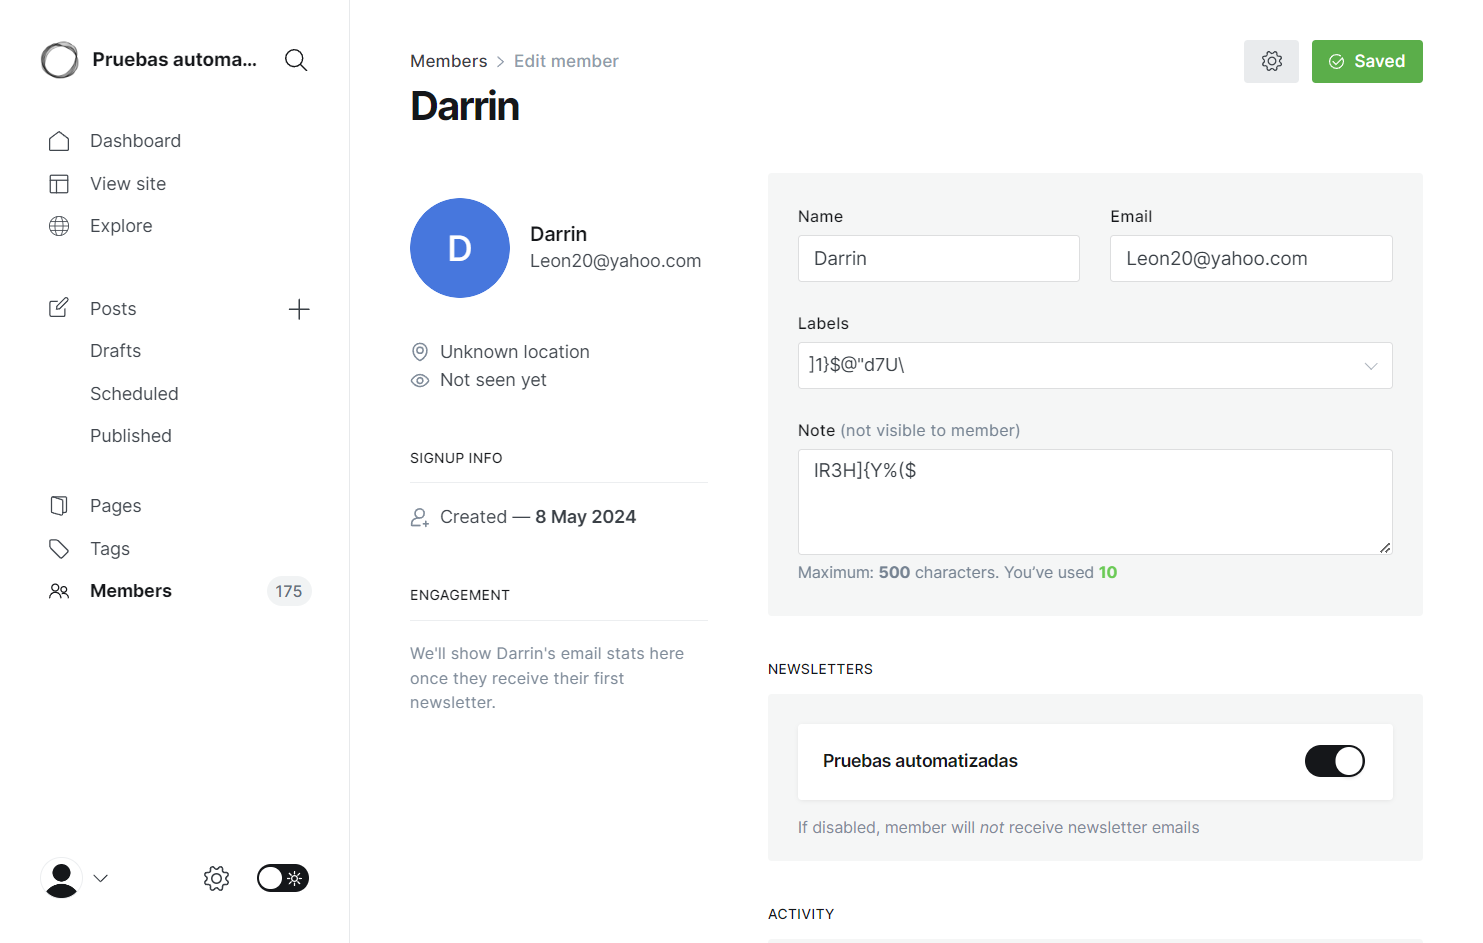 Pruebas automa...
Dashboard
View site
Explore
Posts
Drafts
Scheduled
Published
Pages
Tags
Members 175
Members > Edit member
Darrin
Saved
D
Darrin
Leon20@yahoo.com
Unknown location
Not seen yet
SIGNUP INFO
Created — 8 May 2024
ENGAGEMENT
We'll show Darrin's email stats here
once they receive their first
newsletter.
Name Email
Darrin Leon20@yahoo.com
Labels
]1}$@"d7U\
Note (not visible to member)
IR3H]{Y%($
Maximum: 500 characters. You've used 10
NEWSLETTERS
Pruebas automatizadas
If disabled, member will not receive newsletter emails
ACTIVITY